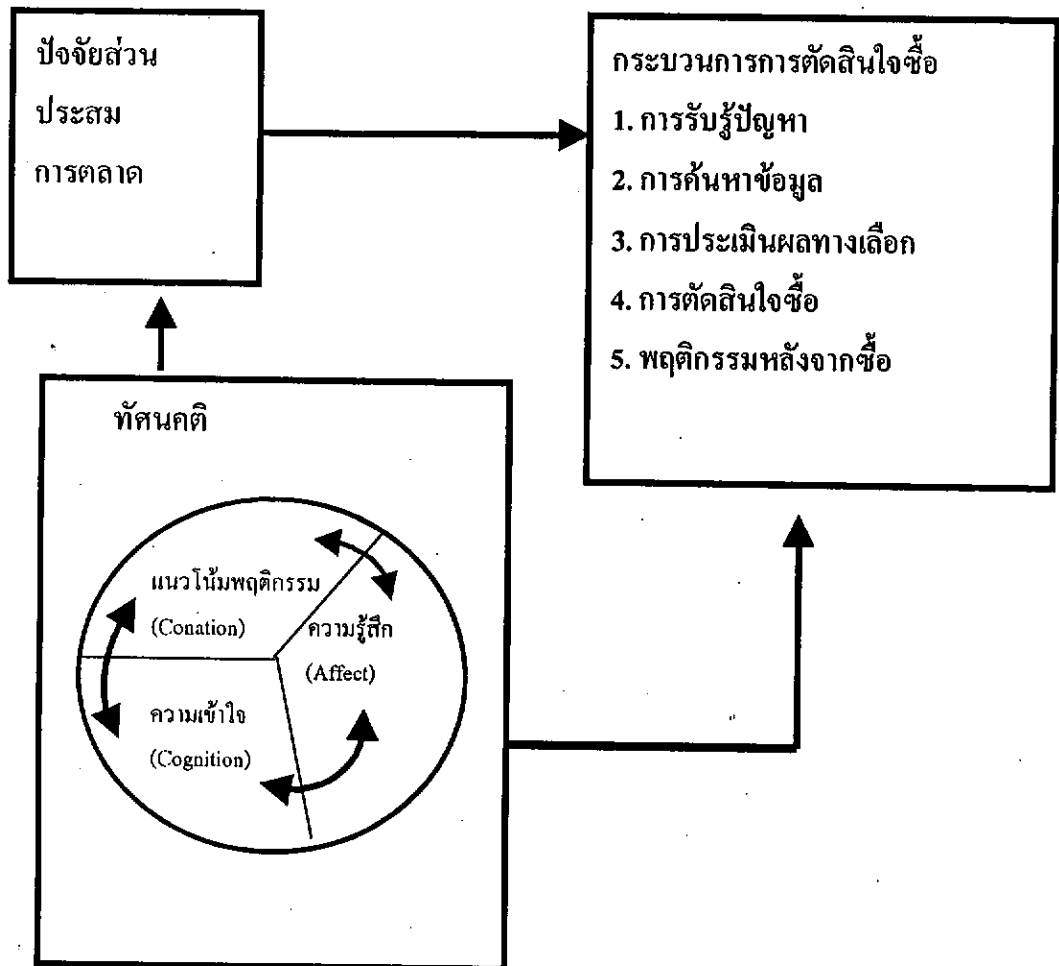 ปัจจัยส่วน
ประสม
การตลาด
กระบวนการการตัดสินใจซื้อ
1. การรับรู้ปัญหา
2. การค้นหาข้อมูล
3. การประเมินผลทางเลือก
4. การตัดสินใจซื้อ
5. พฤติกรรมหลังจากซื้อ
ทัศนคติ
แนวโน้มพฤติกรรม
(Conation)
ความรู้สึก
(Affect)
ความเข้าใจ
(Cognition)